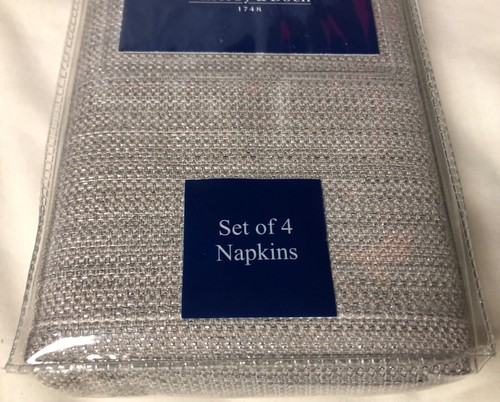 1748
Set of 4
Napkins